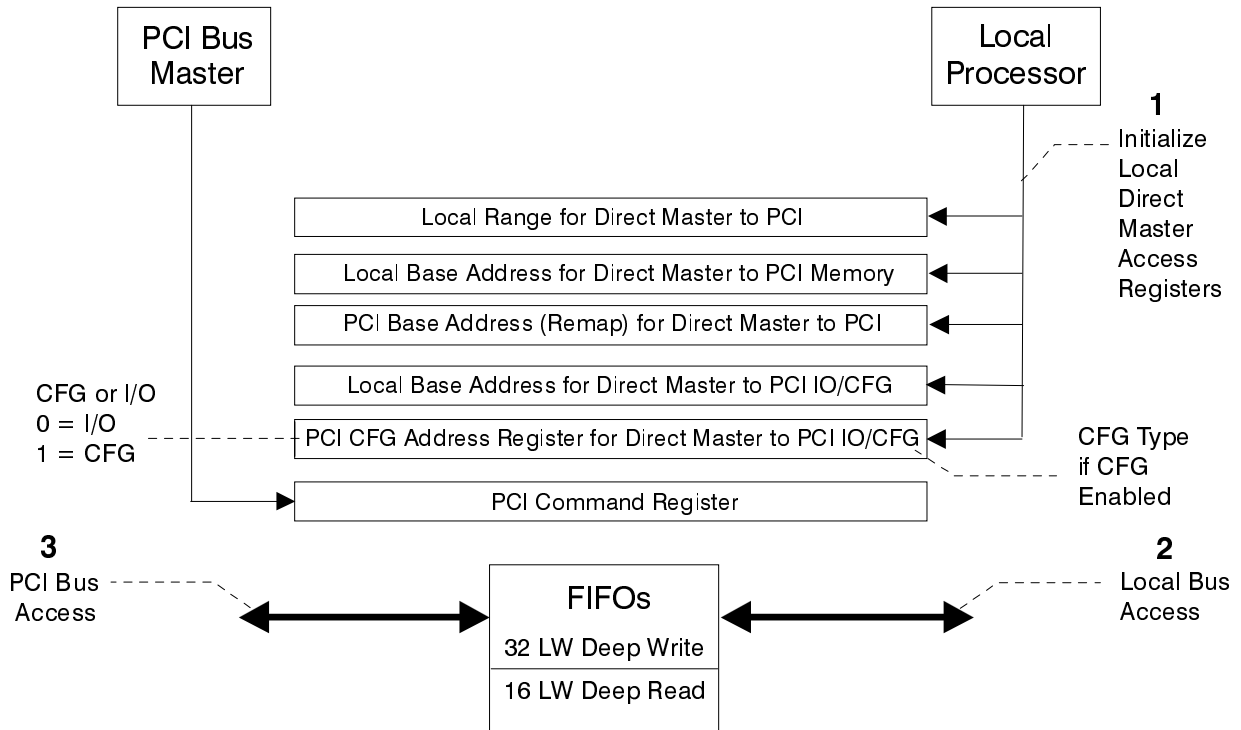 PCI Bus
Master
Local
Processor
1
Initialize
Local
Direct
Master
Access
Registers
Local Range for Direct Master to PCI
Local Base Address for Direct Master to PCI Memory
PCI Base Address (Remap) for Direct Master to PCI
Local Base Address for Direct Master to PCI IO/CFG
CFG or I/O
0 = I/O
1 = CFG
PCI CFG Address Register for Direct Master to PCI IO/CFG
CFG Type
if CFG
Enabled
PCI Command Register
3
PCI Bus
Access
FIFOs
32 LW Deep Write
16 LW Deep Read
2
Local Bus
Access